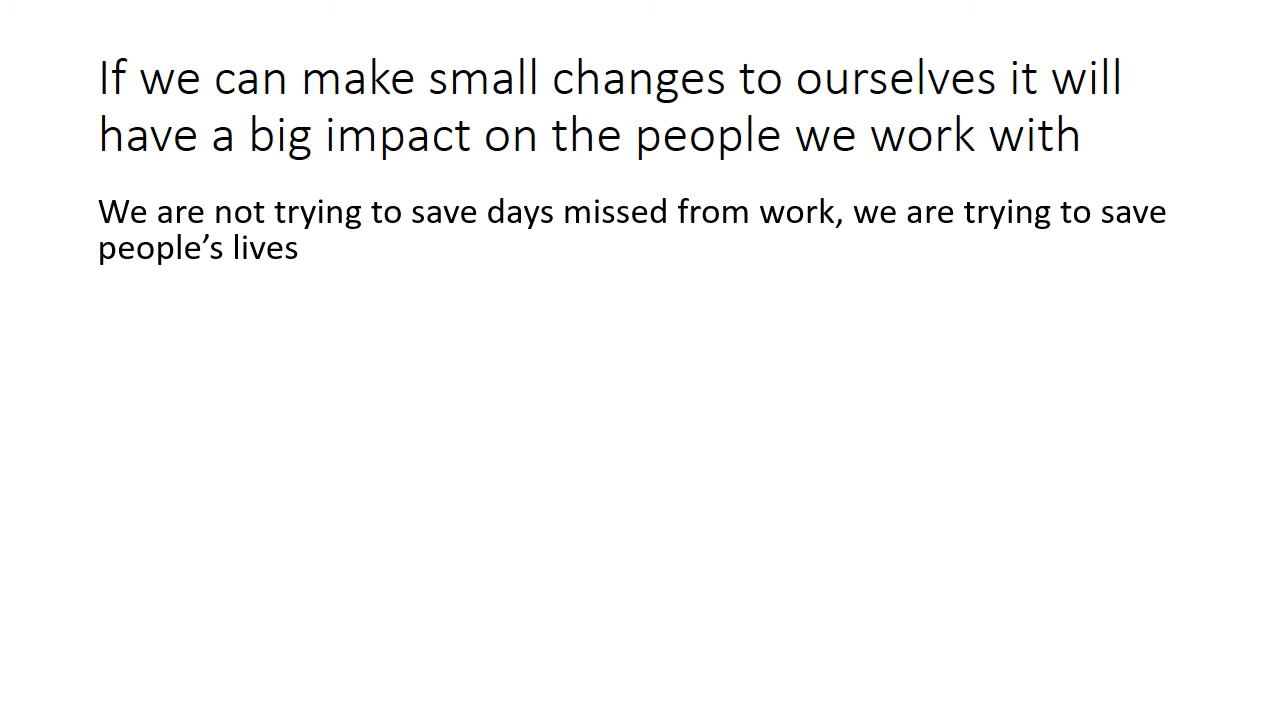 If we can make small changes to ourselves it will
have a big impact on the people we work with
We are not trying to save days missed from work, we are trying to save
people’s lives